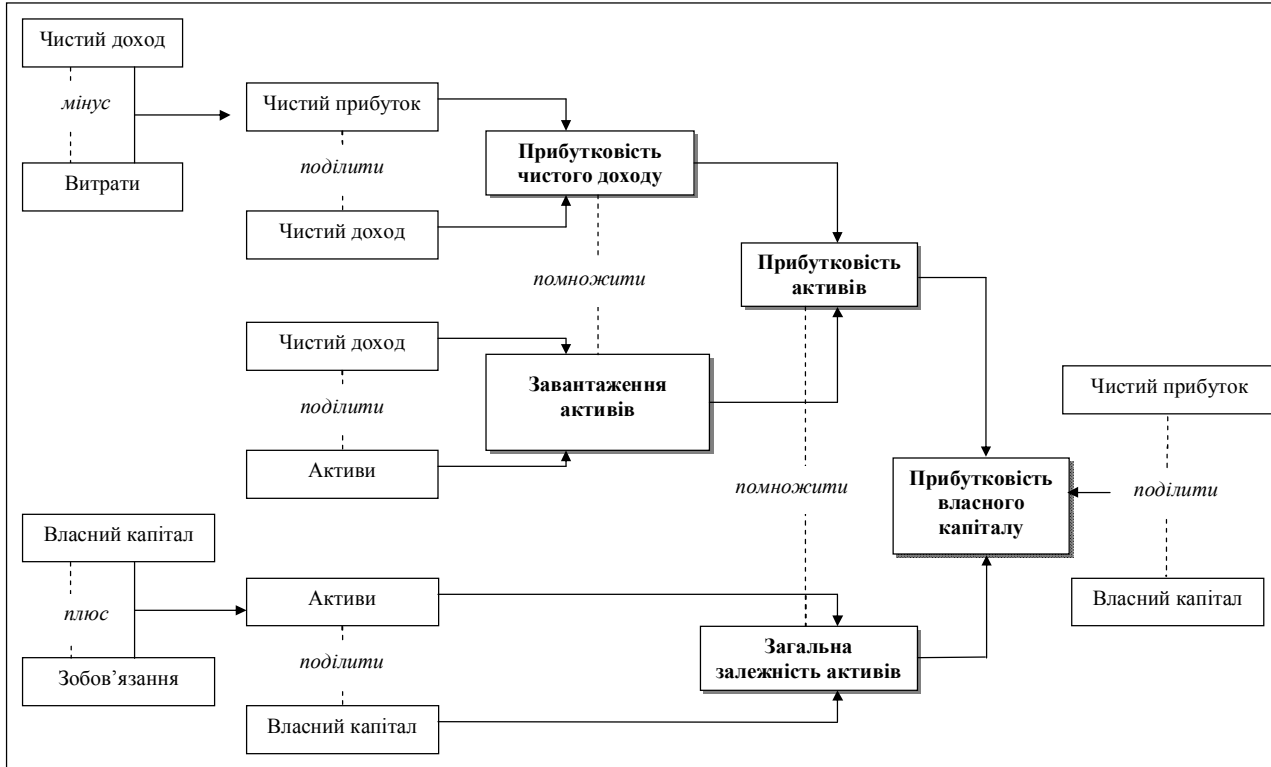 Чистий доход
мінус
Витрати
Чистий прибуток
поділити
Чистий доход
Прибутковість
чистого доходу
помножити
Чистий доход
поділити
Активи
Завантаження
активів
Прибутковість
активів
помножити
Власний капітал
плюс
Зобов’язання
Активи
поділити
Власний капітал
Загальна
залежність активів
Прибутковість
власного
капіталу
Чистий прибуток
поділити
Власний капітал